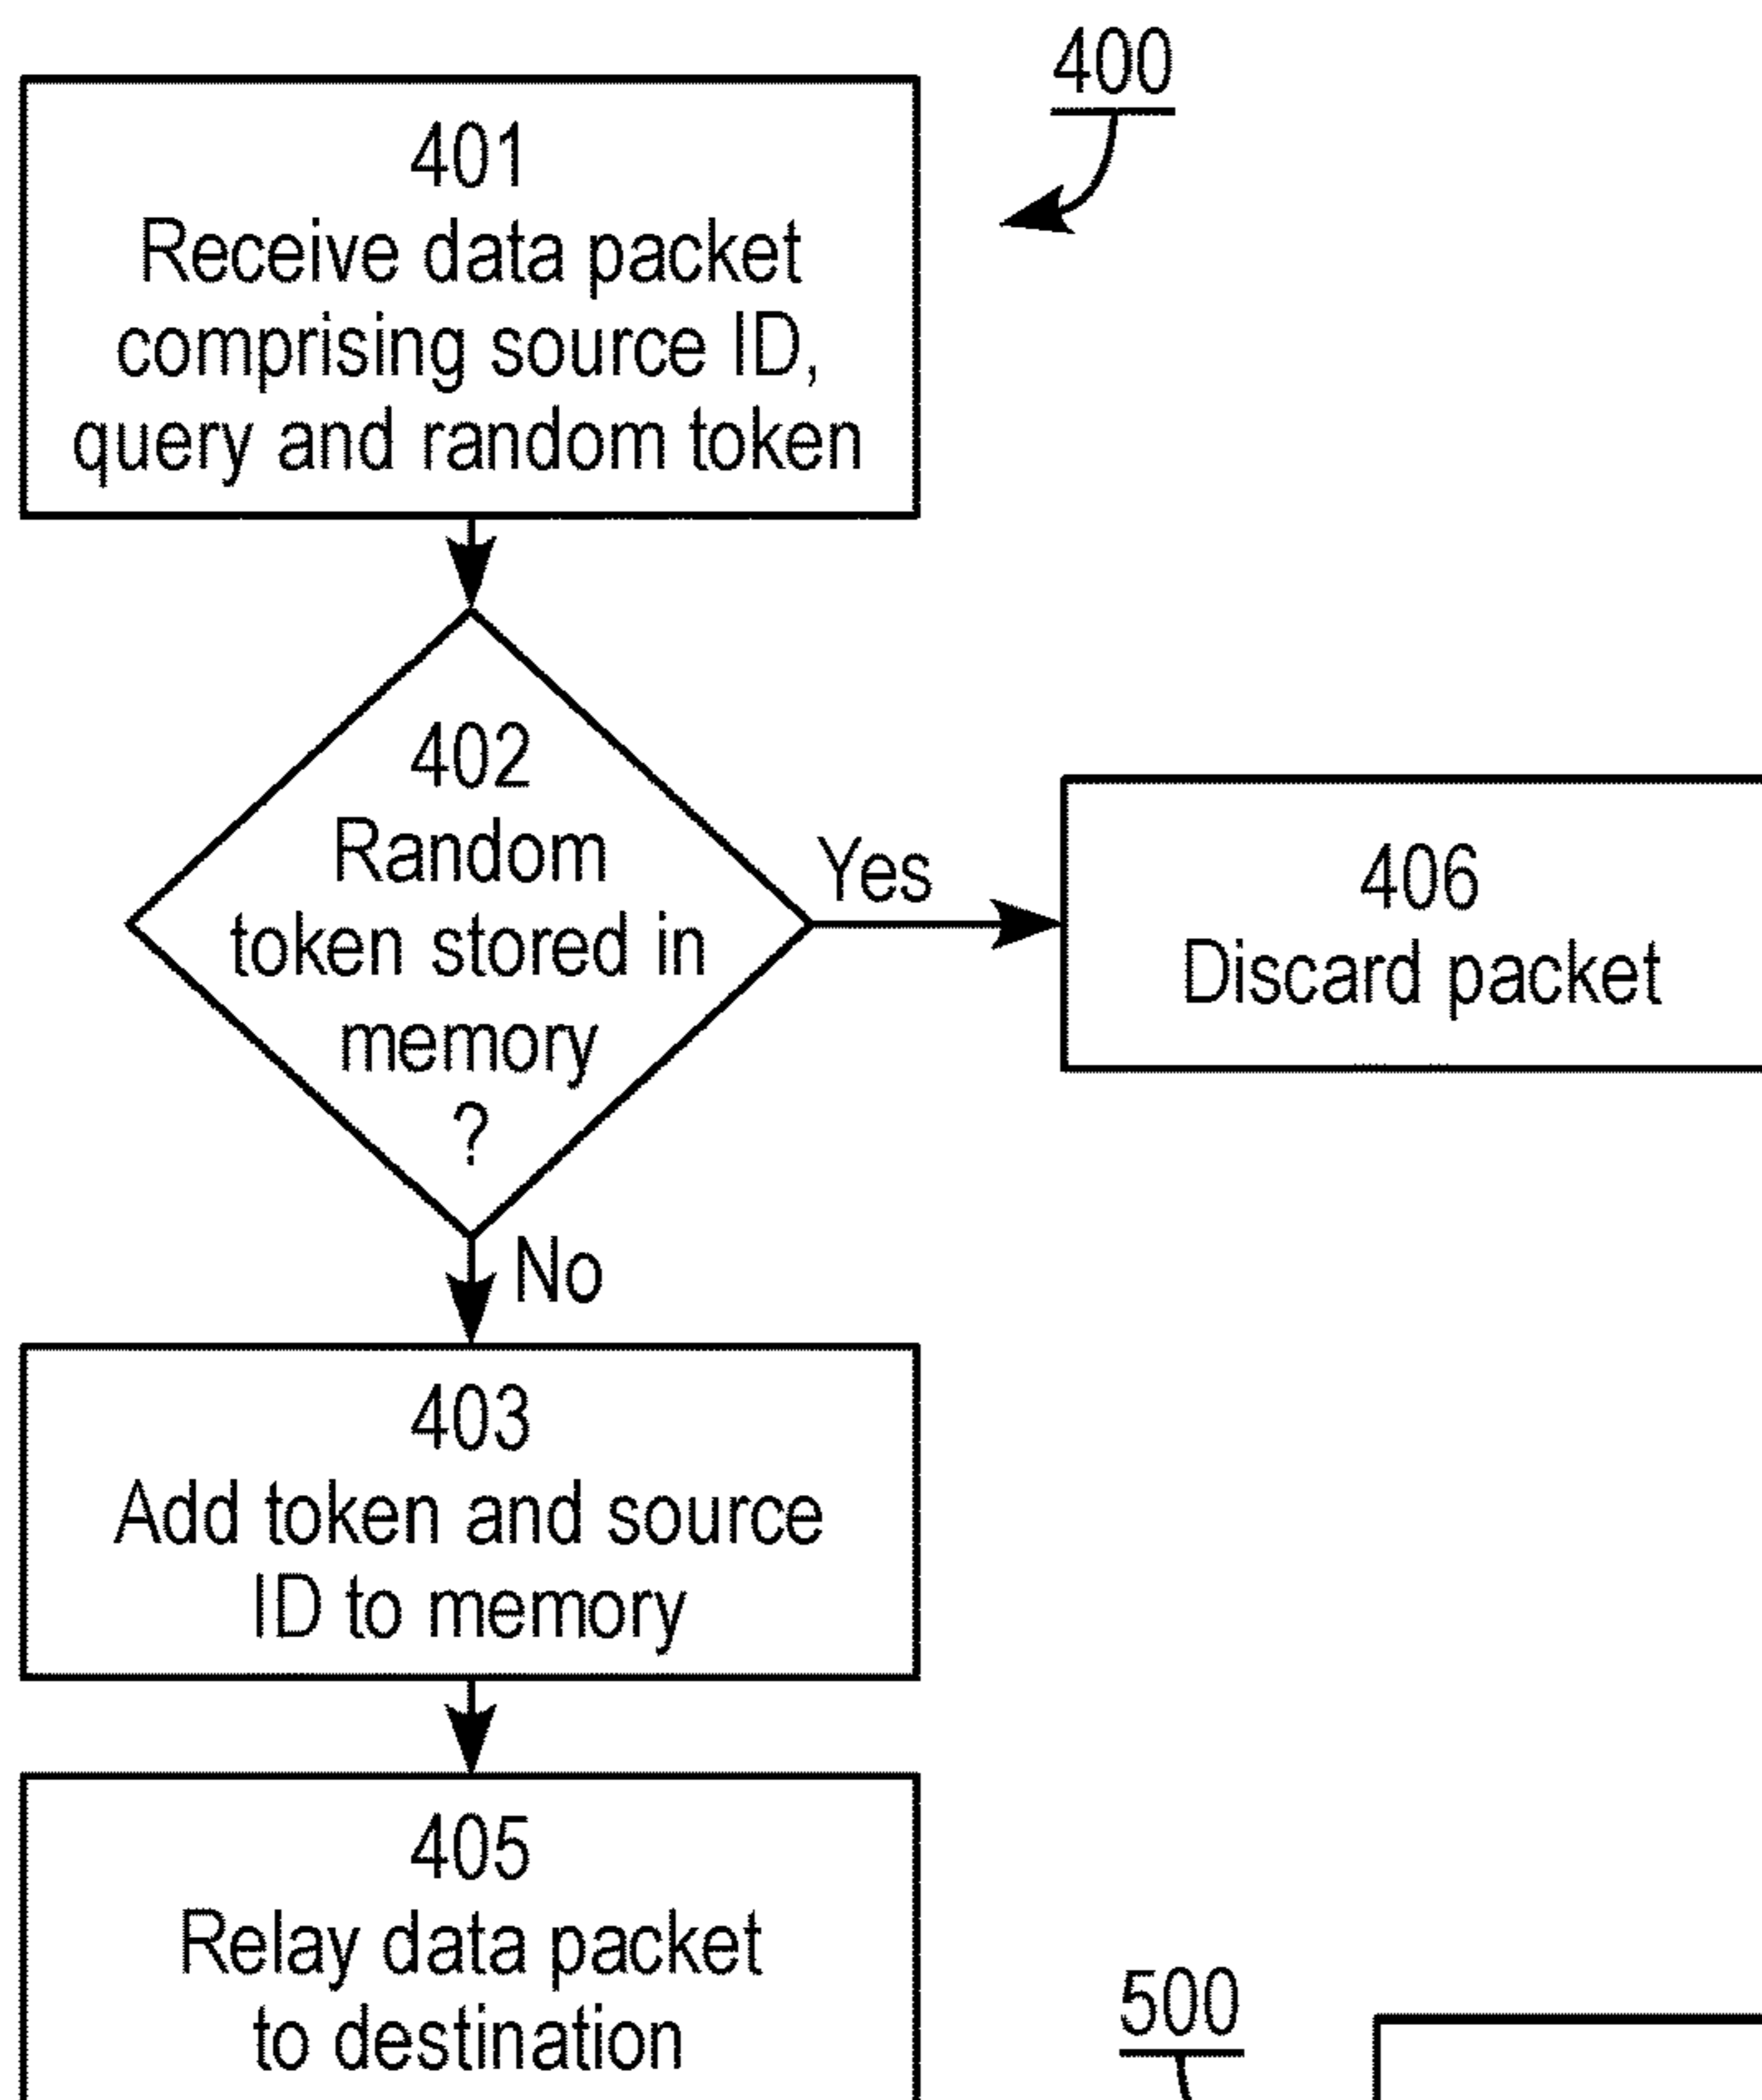 400
401
Receive data packet
comprising source ID,
query and random token
402
Random
token stored in
memory
?
Yes
406
Discard packet
No
403
Add token and source
ID to memory
405
Relay data packet
to destination
500